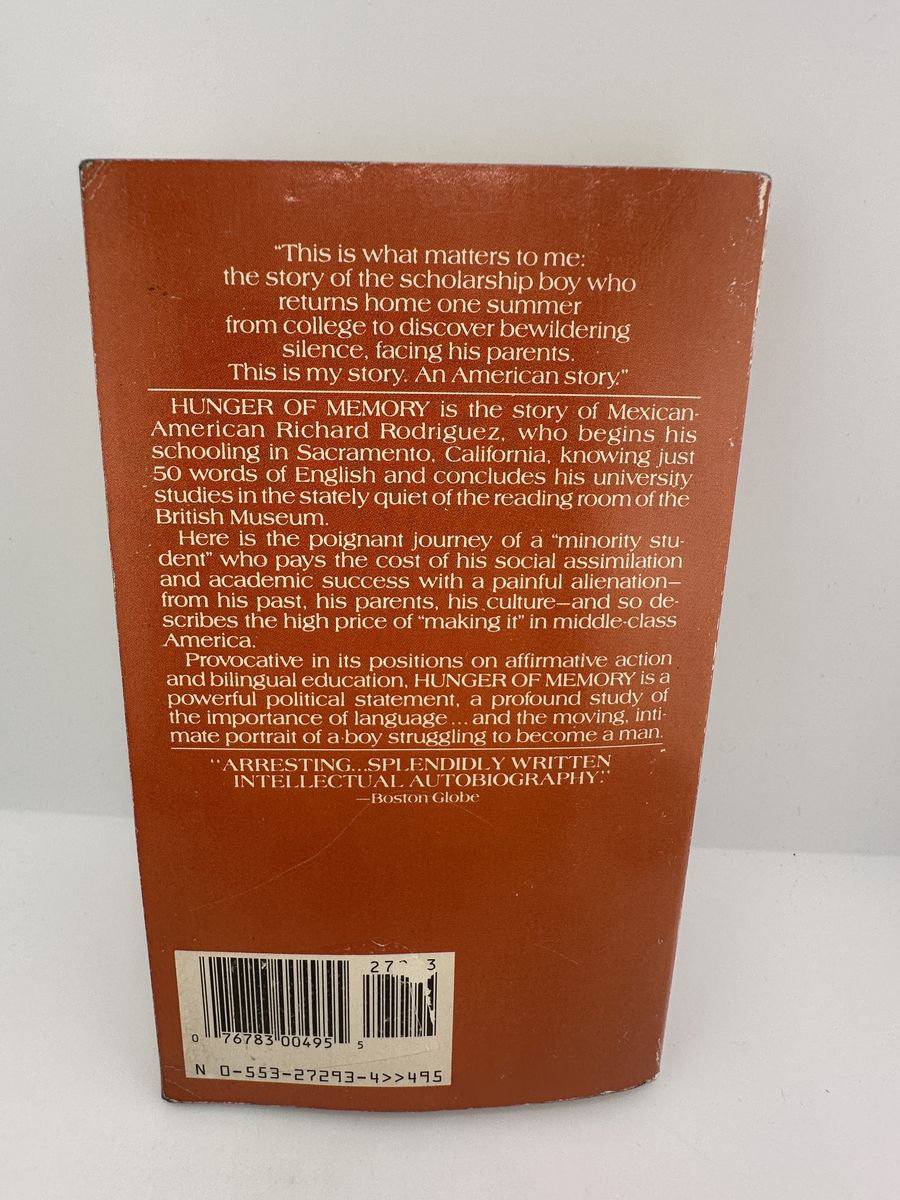 “This is what matters to me:
the story of the scholarship boy who
returns home one summer
from college to discover bewildering
silence, facing his parents.
This is my story. An American story.”
HUNGER OF MEMORY is the story of Mexican-
American Richard Rodriguez, who begins his
schooling in Sacramento, California, knowing just
50 words of English and concludes his university
studies in the stately quiet of the reading room of the
British Museum.
Here is the poignant journey of a “minority stu-
dent” who pays the cost of his social assimilation
and academic success with a painful alienation—
from his past, his parents, his culture—and so de-
scribes the high price of “making it” in middle-class
America.
Provocative in its positions on affirmative action
and bilingual education, HUNGER OF MEMORY is a
powerful political statement, a profound study of
the importance of language... and the moving, inti-
mate portrait of a boy struggling to become a man.
“ARRESTING...SPLENDIDLY WRITTEN
INTELLECTUAL AUTOBIOGRAPHY.”
—Boston Globe
0 76783 00495 5
N 0-553-27293-4>>495